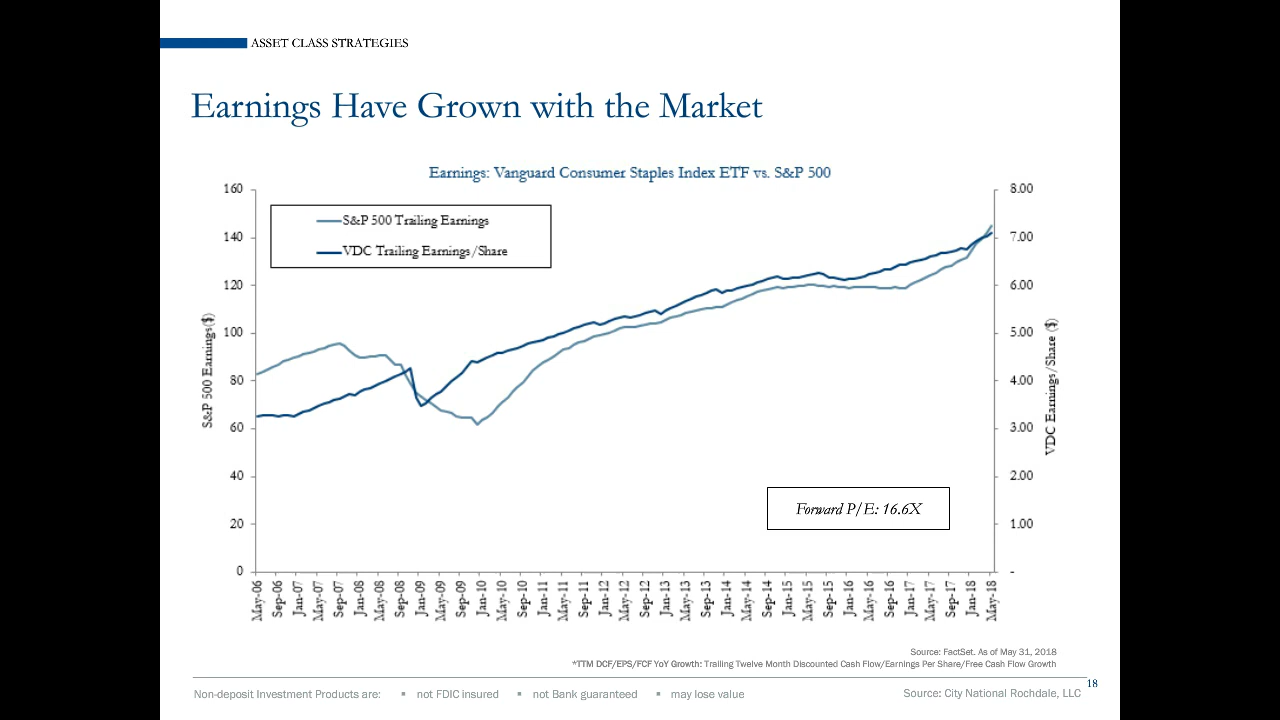 ASSET CLASS STRATEGIES
Earnings Have Grown with the Market
Earnings: Vanguard Consumer Staples Index ETF vs. S&P 500
160
140
120
100
80
60
40
20
0
S&P 500 Earnings($)
S&P 500 Trailing Earnings
VDC Trailing Earnings/Share
8.00
7.00
6.00
5.00
4.00
3.00
2.00
1.00
-
VDC Earnings/Share ($)
Forward P/E: 16.6X
May-06
Sep-06
Jan-07
May-07
Sep-07
Jan-08
May-08
Sep-08
Jan-09
May-09
Sep-09
Jan-10
May-10
Sep-10
Jan-11
May-11
Sep-11
Jan-12
May-12
Sep-12
Jan-13
May-13
Sep-13
Jan-14
May-14
Sep-14
Jan-15
May-15
Sep-15
Jan-16
May-16
Sep-16
Jan-17
May-17
Sep-17
Jan-18
May-18
Source: FactSet. As of May 31, 2018
*TTM DCF/EPS/FCF YoY Growth: Trailing Twelve Month Discounted Cash Flow/Earnings Per Share/Free Cash Flow Growth
Non-deposit Investment Products are: ▪ not FDIC insured ▪ not Bank guaranteed ▪ may lose value
Source: City National Rochdale, LLC
18